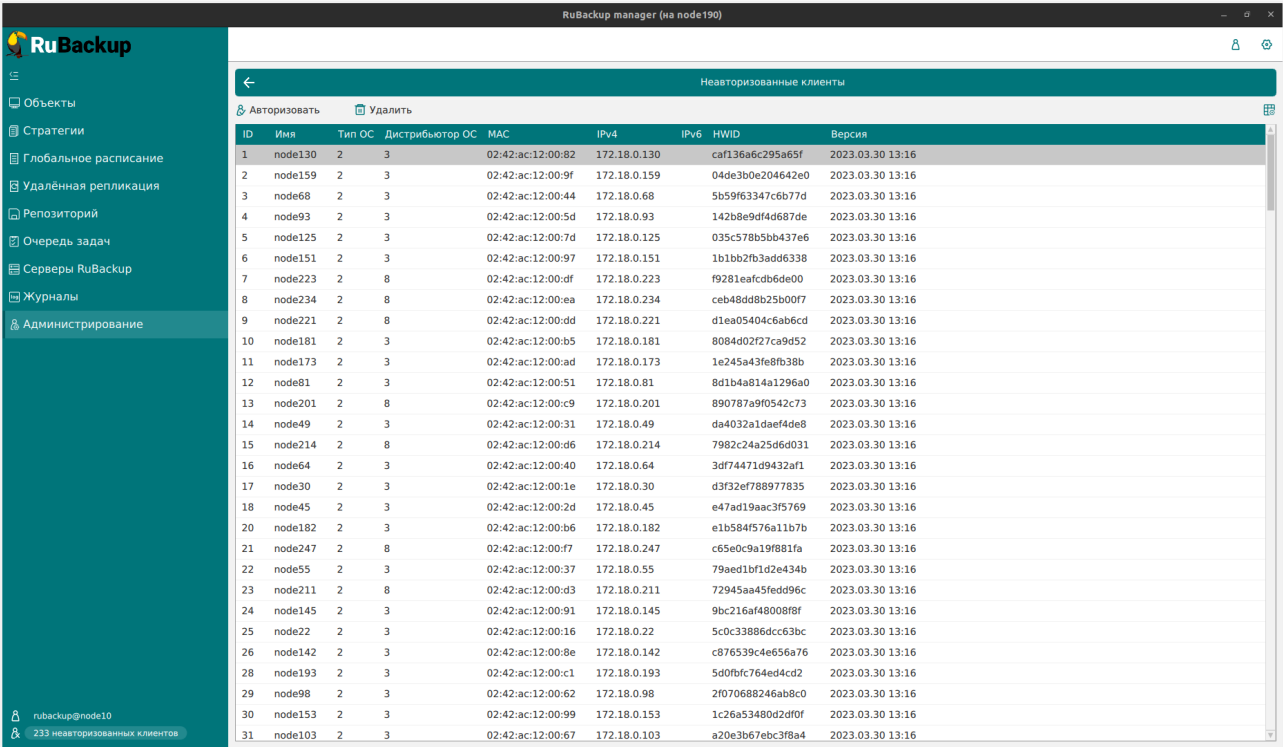 RuBackup manager (на node190)
RuBackup
Объекты
Стратегии
Глобальное расписание
Удалённая репликация
Репозиторий
Очередь задач
Серверы RuBackup
Журналы
Администрирование
rubackup@node10
233 неавторизованных клиентов
Неавторизованные клиенты
Авторизовать Удалить
ID Имя Тип ОС Дистрибьютор ОС MAC IPv4 IPv6 HWID Версия
1 node130 2 3 02:42:ac:12:00:82 172.18.0.130 caf136a6c295a65f 2023.03.30 13:16
2 node159 2 3 02:42:ac:12:00:9f 172.18.0.159 04de3b0e204642e0 2023.03.30 13:16
3 node68 2 3 02:42:ac:12:00:44 172.18.0.68 5b59f63347c6b77d 2023.03.30 13:16
4 node93 2 3 02:42:ac:12:00:5d 172.18.0.93 142b8e9df4d687de 2023.03.30 13:16
5 node125 2 3 02:42:ac:12:00:7d 172.18.0.125 035c578b5bb437e6 2023.03.30 13:16
6 node151 2 3 02:42:ac:12:00:97 172.18.0.151 1b1bb2fb3add6338 2023.03.30 13:16
7 node223 2 8 02:42:ac:12:00:df 172.18.0.223 f9281eafcdb6de00 2023.03.30 13:16
8 node234 2 8 02:42:ac:12:00:ea 172.18.0.234 ceb48dd8b25b00f7 2023.03.30 13:16
9 node221 2 8 02:42:ac:12:00:dd 172.18.0.221 d1ea05404c6ab6cd 2023.03.30 13:16
10 node181 2 3 02:42:ac:12:00:b5 172.18.0.181 8084d02f27ca9d52 2023.03.30 13:16
11 node173 2 3 02:42:ac:12:00:ad 172.18.0.173 1e245a43fe8fb38b 2023.03.30 13:16
12 node81 2 3 02:42:ac:12:00:51 172.18.0.81 8d1b4a814a1296a0 2023.03.30 13:16
13 node201 2 8 02:42:ac:12:00:c9 172.18.0.201 890787a9f0542c73 2023.03.30 13:16
14 node49 2 3 02:42:ac:12:00:31 172.18.0.49 da4032a1daef4de8 2023.03.30 13:16
15 node214 2 8 02:42:ac:12:00:d6 172.18.0.214 7982c24a25d6d031 2023.03.30 13:16
16 node64 2 3 02:42:ac:12:00:40 172.18.0.64 3df74471d9432af1 2023.03.30 13:16
17 node30 2 3 02:42:ac:12:00:1e 172.18.0.30 d3f32ef788977835 2023.03.30 13:16
18 node45 2 3 02:42:ac:12:00:2d 172.18.0.45 e47ad19aac3f5769 2023.03.30 13:16
20 node182 2 3 02:42:ac:12:00:b6 172.18.0.182 e1b584f576a11b7b 2023.03.30 13:16
21 node247 2 8 02:42:ac:12:00:f7 172.18.0.247 c65e0c9a19f881fa 2023.03.30 13:16
22 node55 2 3 02:42:ac:12:00:37 172.18.0.55 79aed1bf1d2e434b 2023.03.30 13:16
23 node211 2 8 02:42:ac:12:00:d3 172.18.0.211 72945aa45fedd96c 2023.03.30 13:16
24 node145 2 3 02:42:ac:12:00:91 172.18.0.145 9bc216af48008f8f 2023.03.30 13:16
25 node22 2 3 02:42:ac:12:00:16 172.18.0.22 5c0c33886dcc63bc 2023.03.30 13:16
26 node142 2 3 02:42:ac:12:00:8e 172.18.0.142 c876539c4e656a76 2023.03.30 13:16
28 node193 2 3 02:42:ac:12:00:c1 172.18.0.193 5d0fbfc764ed4cd2 2023.03.30 13:16
29 node98 2 3 02:42:ac:12:00:62 172.18.0.98 2f070688246ab8c0 2023.03.30 13:16
30 node153 2 3 02:42:ac:12:00:99 172.18.0.153 1c26a53480d2df0f 2023.03.30 13:16
31 node103 2 3 02:42:ac:12:00:67 172.18.0.103 a20e3b67ebc3f8a4 2023.03.30 13:16